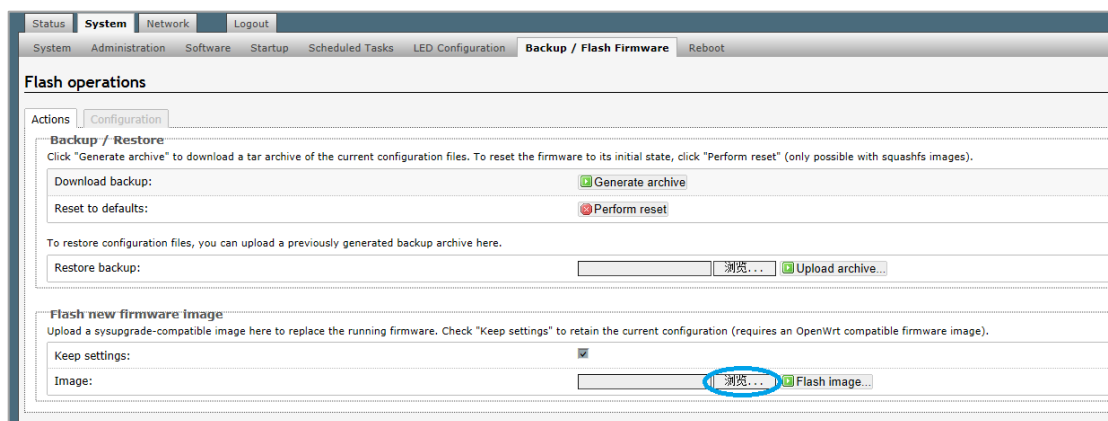 Status System Network Logout
System Administration Software Startup Scheduled Tasks LED Configuration Backup / Flash Firmware Reboot
Flash operations
Actions Configuration
Backup / Restore
Click "Generate archive" to download a tar archive of the current configuration files. To reset the firmware to its initial state, click "Perform reset" (only possible with squashfs images).
Download backup: Generate archive
Reset to defaults: Perform reset
To restore configuration files, you can upload a previously generated backup archive here.
Restore backup: 浏览... Upload archive...
Flash new firmware image
Upload a sysupgrade-compatible image here to replace the running firmware. Check "Keep settings" to retain the current configuration (requires an OpenWrt compatible firmware image).
Keep settings:
Image: 浏览... Flash image...